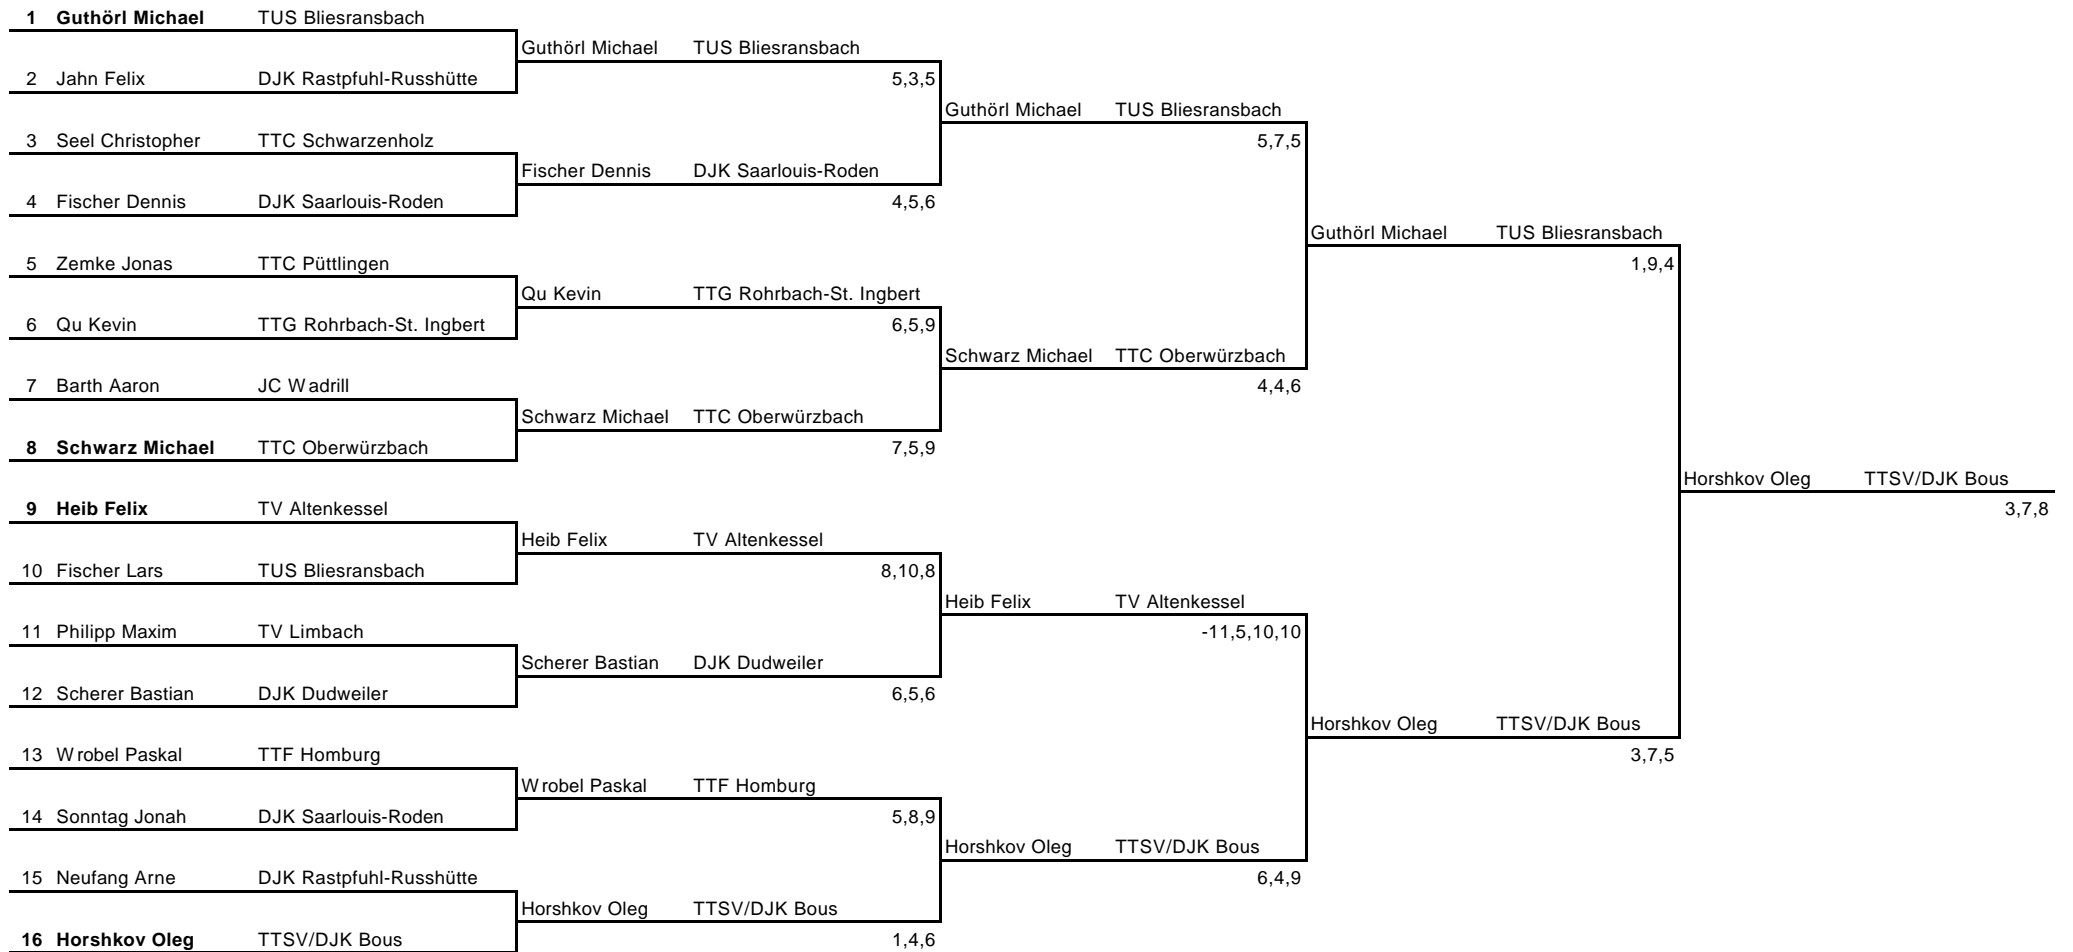 1 Guthörl Michael TUS Bliesransbach
Guthörl Michael TUS Bliesransbach
2 Jahn Felix DJK Rastpfuhl-Russhütte 5,3,5
Guthörl Michael TUS Bliesransbach
3 Seel Christopher TTC Schwarzenholz 5,7,5
Fischer Dennis DJK Saarlouis-Roden
4 Fischer Dennis DJK Saarlouis-Roden 4,5,6
Guthörl Michael TUS Bliesransbach
5 Zemke Jonas TTC Püttlingen 1,9,4
Qu Kevin TTG Rohrbach-St. Ingbert
6 Qu Kevin TTG Rohrbach-St. Ingbert 6,5,9
Schwarz Michael TTC Oberwürzbach
7 Barth Aaron JC Wadrill 4,4,6
Schwarz Michael TTC Oberwürzbach
8 Schwarz Michael TTC Oberwürzbach 7,5,9
Horshkov Oleg TTSV/DJK Bous
9 Heib Felix TV Altenkessel 3,7,8
Heib Felix TV Altenkessel
10 Fischer Lars TUS Bliesransbach 8,10,8
Heib Felix TV Altenkessel
11 Philipp Maxim TV Limbach -11,5,10,10
Scherer Bastian DJK Dudweiler
12 Scherer Bastian DJK Dudweiler 6,5,6
Horshkov Oleg TTSV/DJK Bous
13 Wrobel Paskal TTF Homburg 3,7,5
Wrobel Paskal TTF Homburg
14 Sonntag Jonah DJK Saarlouis-Roden 5,8,9
Horshkov Oleg TTSV/DJK Bous
15 Neufang Arne DJK Rastpfuhl-Russhütte 6,4,9
Horshkov Oleg TTSV/DJK Bous
16 Horshkov Oleg TTSV/DJK Bous 1,4,6